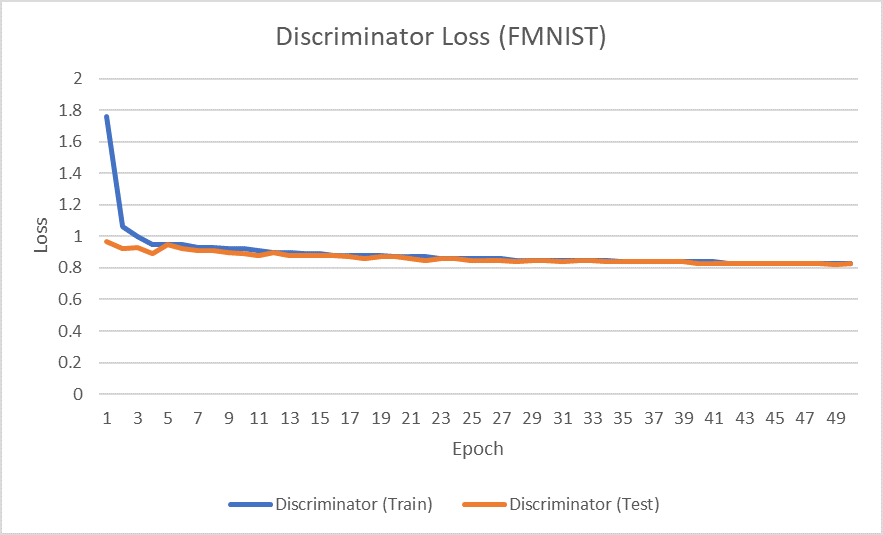 Discriminator Loss (FMNIST)
2
1.8
1.6
1.4
1.2
1
0.8
0.6
0.4
0.2
0
Loss
1 3 5 7 9 11 13 15 17 19 21 23 25 27 29 31 33 35 37 39 41 43 45 47 49
Epoch
Discriminator (Train) Discriminator (Test)